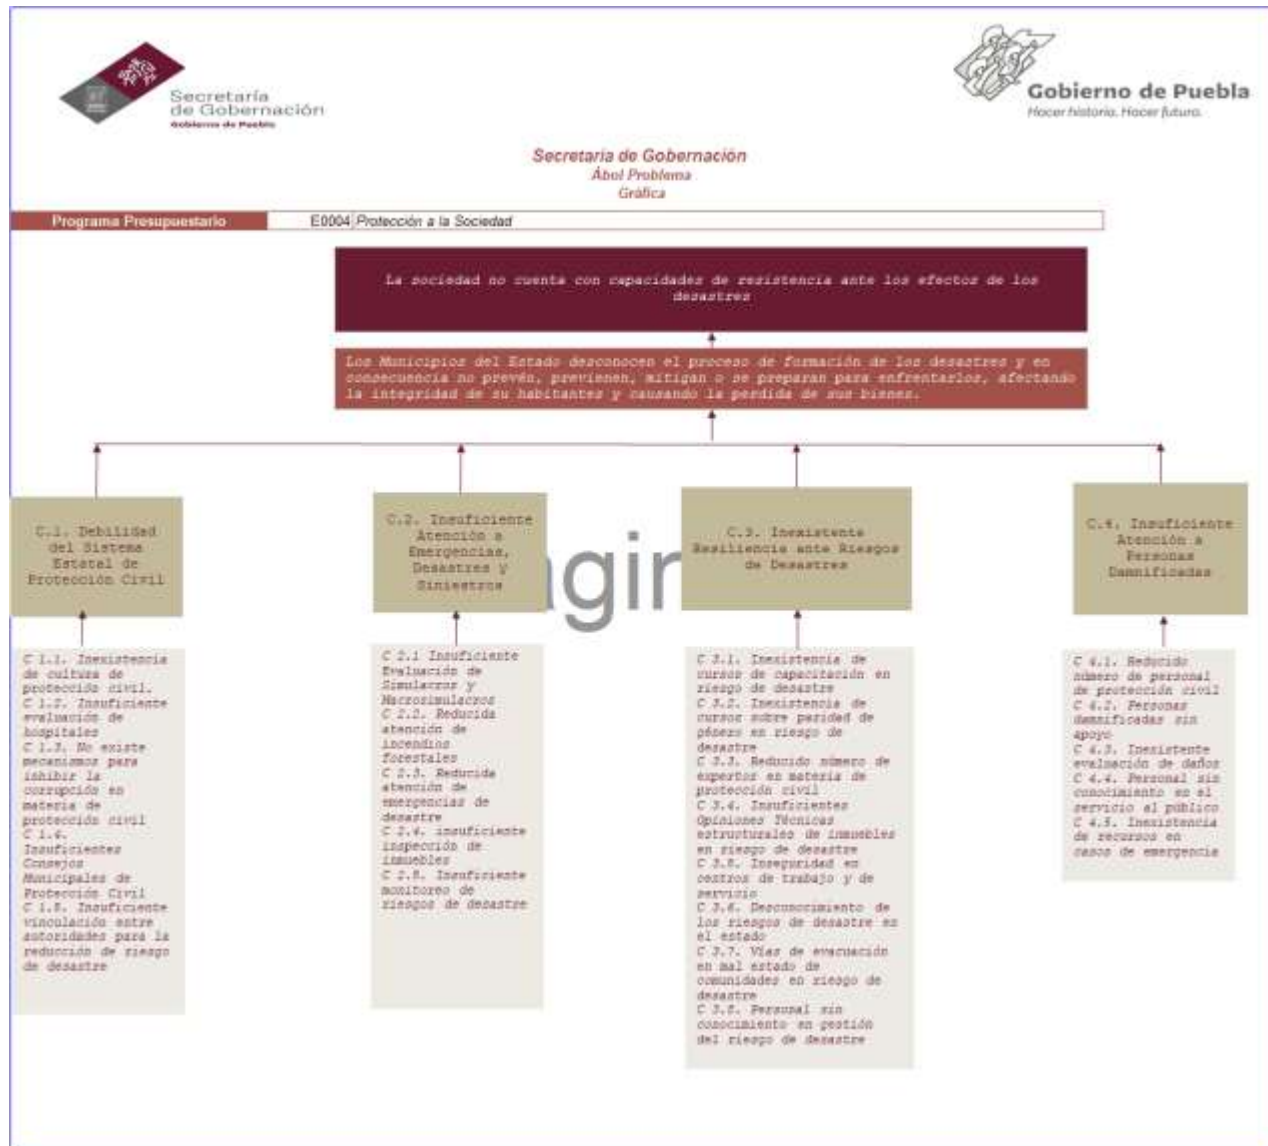 Secretaría
de Gobernación
Gobierno de Puebla
Gobierno de Puebla
Hacer historia. Hacer futuro.
Secretaría de Gobernación
Ábol Problema
Gráfica
Programa Presupuestario
E0004 Protección a la Sociedad
La sociedad no cuenta con capacidades de resistencia ante los efectos de los
desastres
Los Municipios del Estado desconocen el proceso de formación de los desastres y en
consecuencia no prevén, previenen, mitigan o se preparan para enfrentarlos, afectando
la integridad de su habitantes y causando la perdida de sus bienes.
C.1. Debilidad
del Sistema
Estatal de
Protección Civil
C.2. Insuficiente
Atención a
Emergencias,
Desastres y
Siniestros
C.3. Inexistente
Resiliencia ante Riesgos
de Desastres
C.4. Insuficiente
Atención a
Personas
Damnificadas
agin
C 1.1. Inexistencia
de cultura de
protección civil.
C 1.2. Insuficiente
evaluación de
hospitales
C 1.3. No existe
mecanismos para
inhibir la
corrupción en
materia de
protección civil
C 1.4.
Insuficientes
Consejos
Municipales de
Protección Civil
C 1.5. Insuficiente
vinculación entre
autoridades para la
reducción de riesgo
de desastre
C 2.1 Insuficiente
Evaluación de
Simulacros y
Macrosimulacros
C 2.2. Reducida
atención de
incendios
forestales
C 2.3. Reducida
atención de
emergencias de
desastre
C 2.4. insuficiente
inspección de
inmuebles
C 2.5. Insuficiente
monitoreo de
riesgos de desastre
C 3.1. Inexistencia de
cursos de capacitación en
riesgo de desastre
C 3.2. Inexistencia de
cursos sobre paridad de
género en riesgo de
desastre
C 3.3. Reducido número de
expertos en materia de
protección civil
C 3.4. Insuficientes
Opiniones Técnicas
estructurales de inmuebles
en riesgo de desastre
C 3.5. Inseguridad en
centros de trabajo y de
servicio
C 3.6. Desconocimiento de
los riesgos de desastre en
el estado
C 3.7. Vías de evacuación
en mal estado de
comunidades en riesgo de
desastre
C 3.8. Personal sin
conocimiento en gestión
del riesgo de desastre
C 4.1. Reducido
número de personal
de protección civil
C 4.2. Personas
damnificadas sin
apoyo
C 4.3. Inexistente
evaluación de daños
C 4.4. Personal sin
conocimiento en el
servicio al público
C 4.5. Inexistencia
de recursos en
casos de emergencia